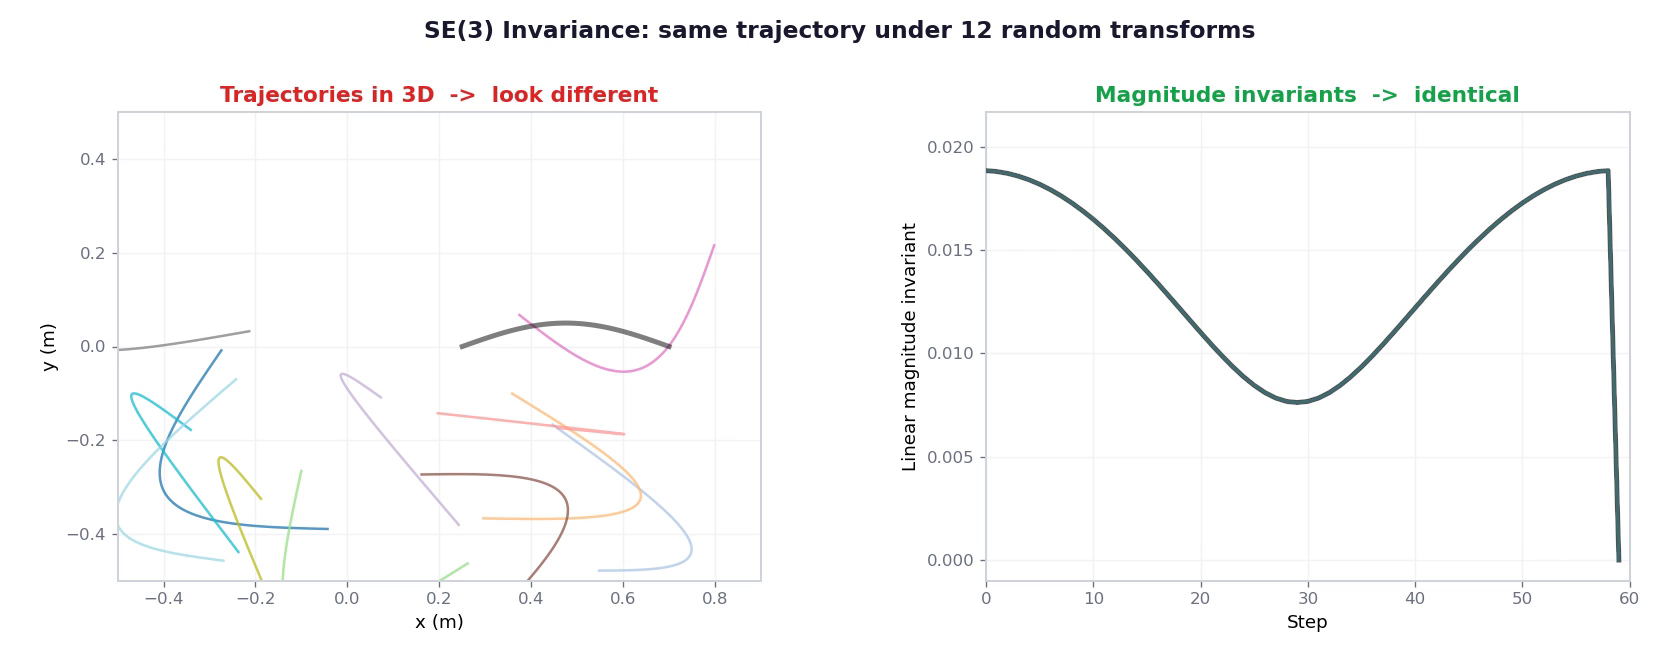 SE(3) Invariance: same trajectory under 12 random transforms
Trajectories in 3D -> look different
y (m)
0.4
0.2
0.0
−0.2
−0.4
−0.4 −0.2 0.0 0.2 0.4 0.6 0.8
x (m)
Magnitude invariants -> identical
Linear magnitude invariant
0.020
0.015
0.010
0.005
0.000
0 10 20 30 40 50 60
Step